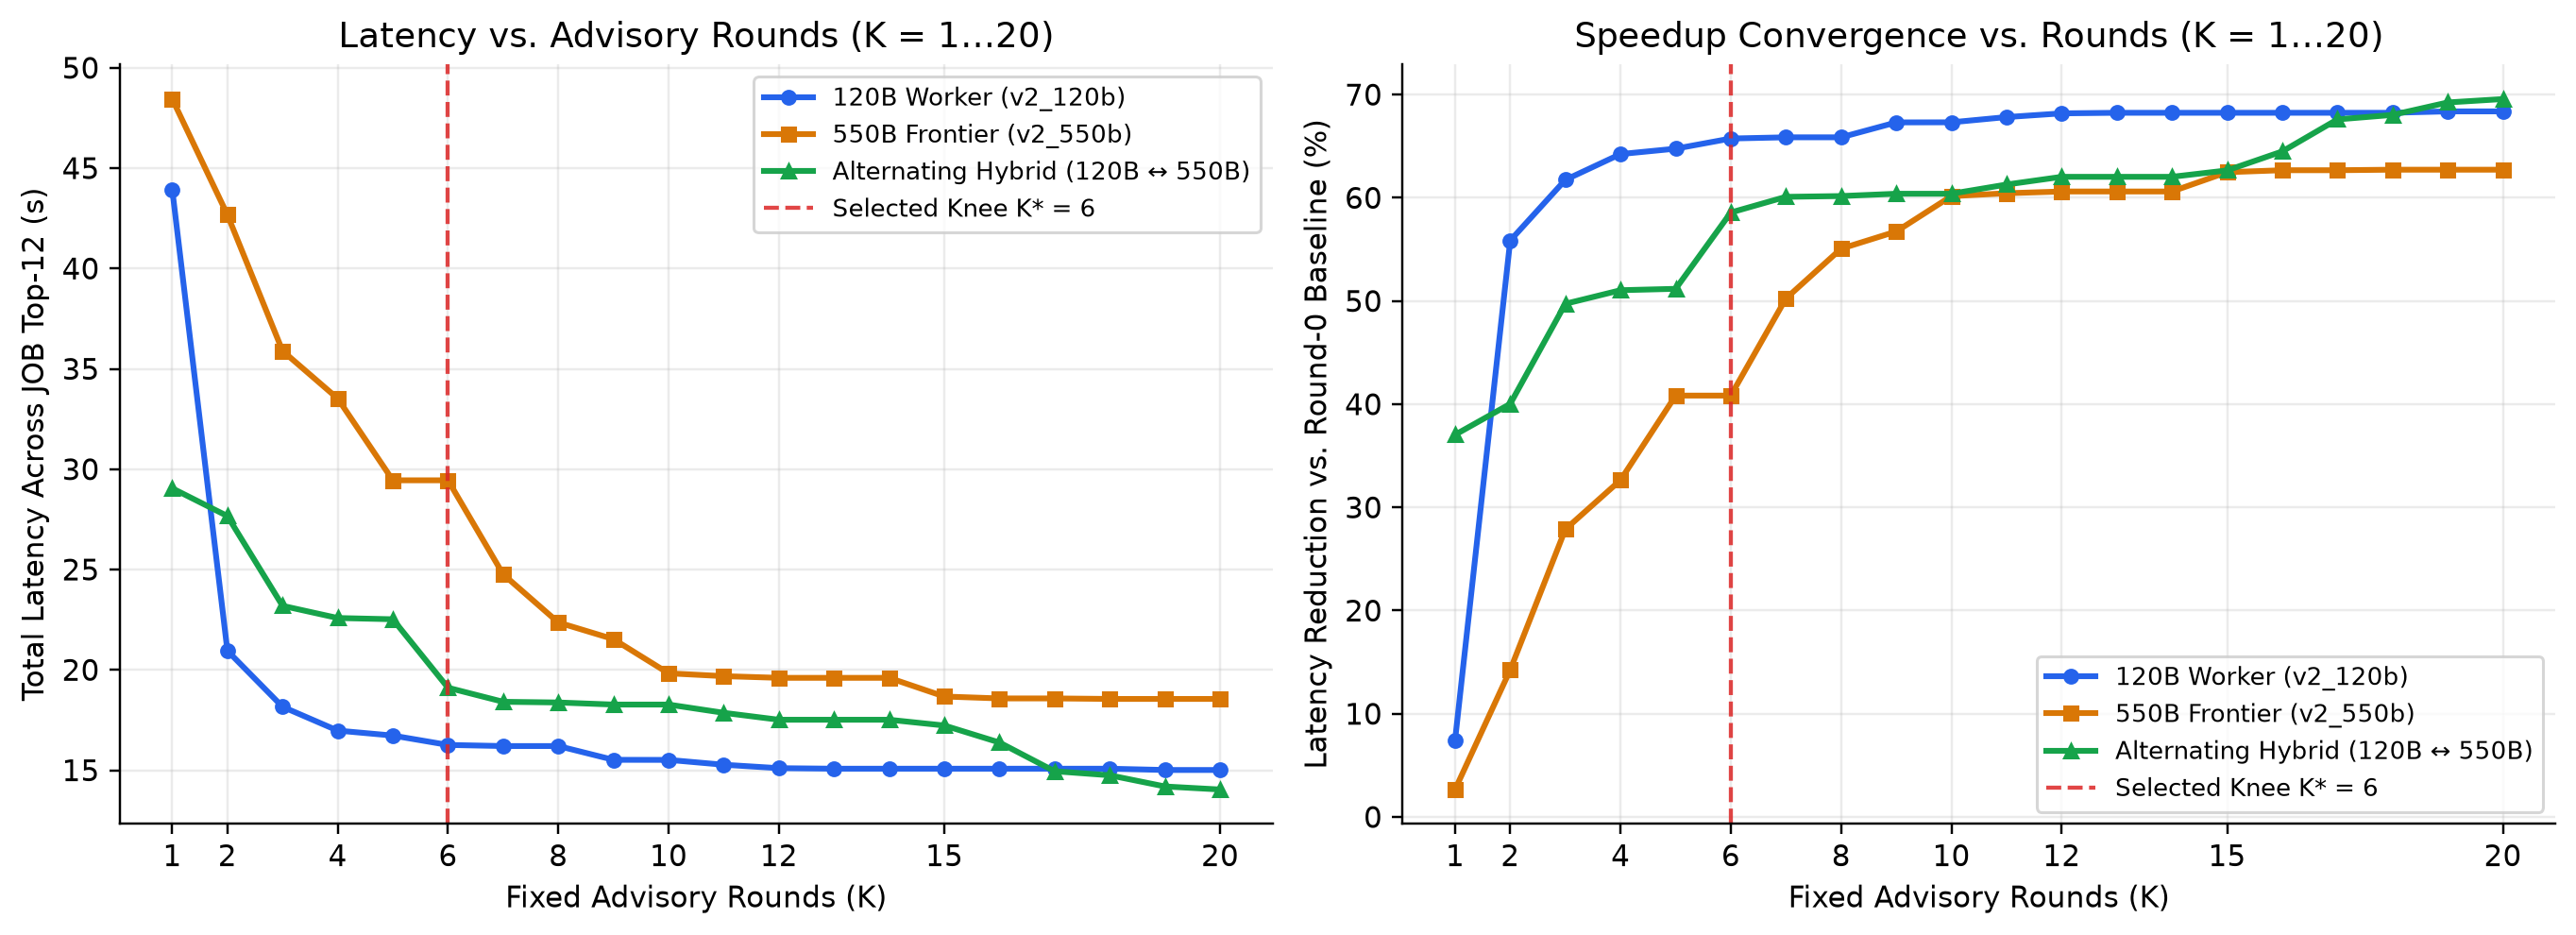 Latency vs. Advisory Rounds (K = 1...20)
Total Latency Across JOB Top-12 (s)
50
45
40
35
30
25
20
15
120B Worker (v2_120b)
550B Frontier (v2_550b)
Alternating Hybrid (120B ↔ 550B)
Selected Knee K* = 6
1 2 4 6 8 10 12 15 20
Fixed Advisory Rounds (K)
Speedup Convergence vs. Rounds (K = 1...20)
Latency Reduction vs. Round-0 Baseline (%)
70
60
50
40
30
20
10
0
120B Worker (v2_120b)
550B Frontier (v2_550b)
Alternating Hybrid (120B ↔ 550B)
Selected Knee K* = 6
1 2 4 6 8 10 12 15 20
Fixed Advisory Rounds (K)